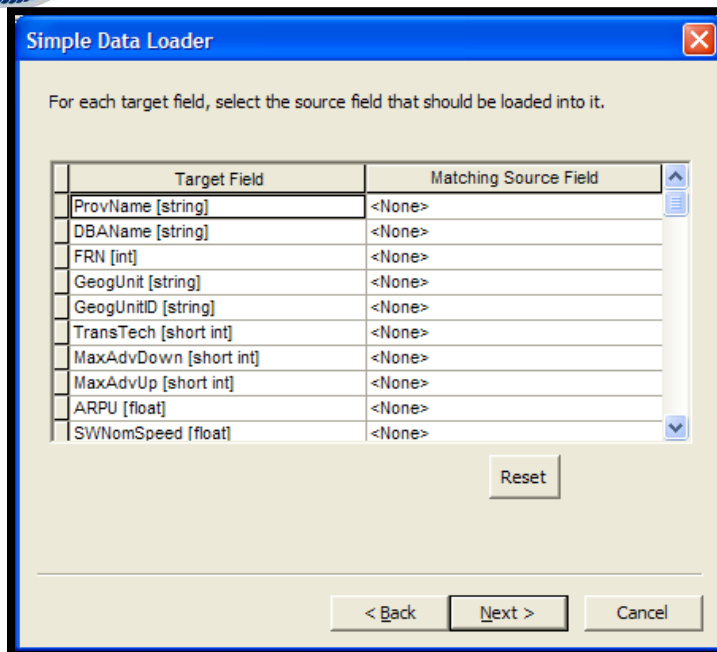 Simple Data Loader
For each target field, select the source field that should be loaded into it.
Target Field Matching Source Field
ProvName [string] <None>
DBAName [string] <None>
FRN [int] <None>
GeogUnit [string] <None>
GeogUnitID [string] <None>
TransTech [short int] <None>
MaxAdvDown [short int] <None>
MaxAdvUp [short int] <None>
ARPU [float] <None>
SWNomSpeed [float] <None>
Reset
< Back Next > Cancel